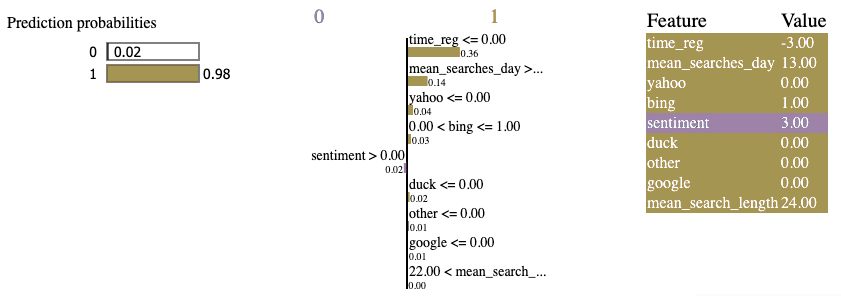 Prediction probabilities
0 0.02
1 0.98
0 1
time_reg <= 0.00
0.36
mean_searches_day >...
0.14
yahoo <= 0.00
0.04
0.00 < bing <= 1.00
0.03
sentiment > 0.00
0.02
duck <= 0.00
0.02
other <= 0.00
0.01
google <= 0.00
0.01
22.00 < mean_search_...
0.00
Feature Value
time_reg -3.00
mean_searches_day 13.00
yahoo 0.00
bing 1.00
sentiment 3.00
duck 0.00
other 0.00
google 0.00
mean_search_length 24.00